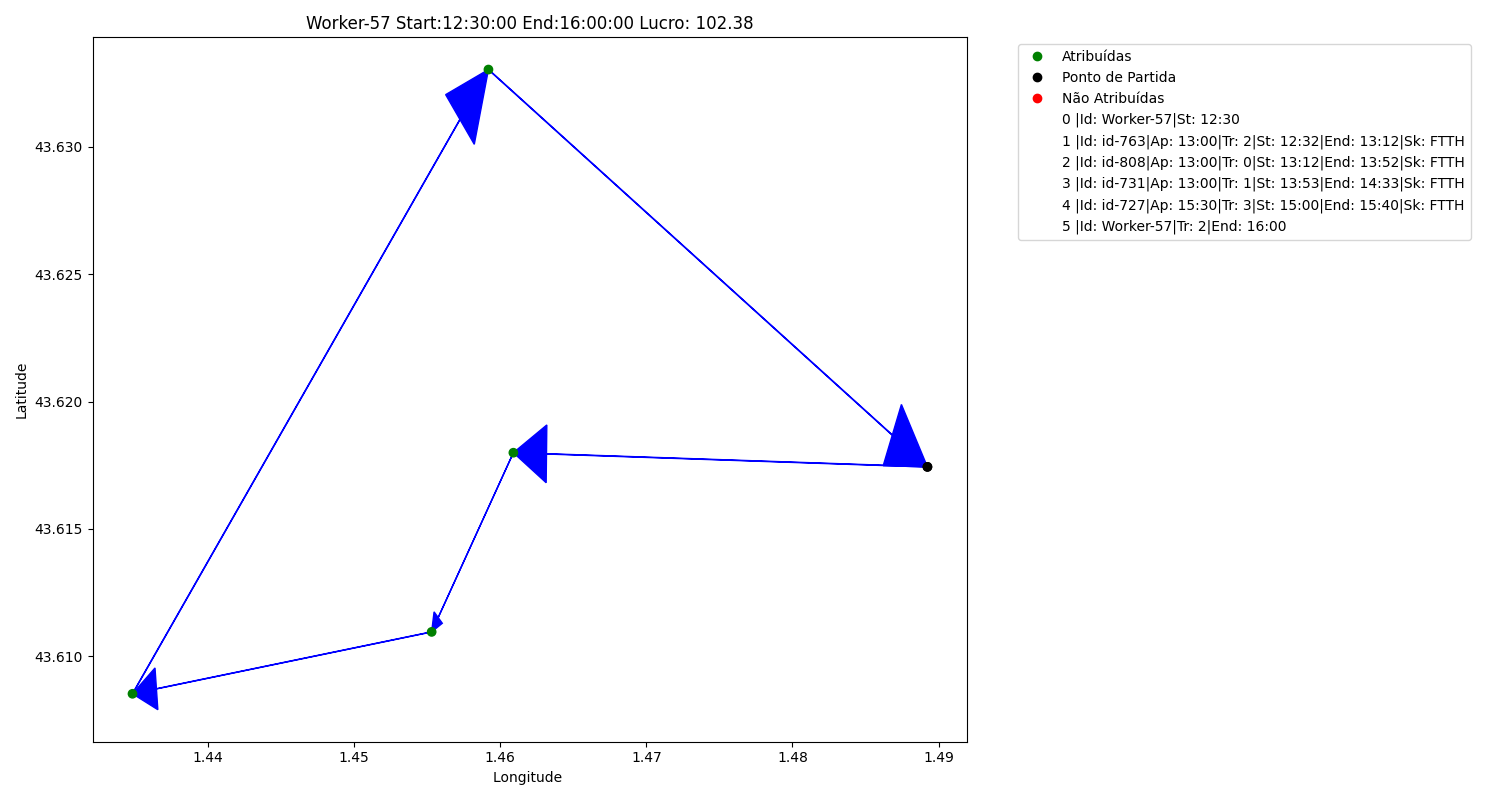 Worker-57 Start:12:30:00 End:16:00:00 Lucro: 102.38
Atribuídas
Ponto de Partida
Não Atribuídas
0 |Id: Worker-57|St: 12:30
1 |Id: id-763|Ap: 13:00|Tr: 2|St: 12:32|End: 13:12|Sk: FTTH
2 |Id: id-808|Ap: 13:00|Tr: 0|St: 13:12|End: 13:52|Sk: FTTH
3 |Id: id-731|Ap: 13:00|Tr: 1|St: 13:53|End: 14:33|Sk: FTTH
4 |Id: id-727|Ap: 15:30|Tr: 3|St: 15:00|End: 15:40|Sk: FTTH
5 |Id: Worker-57|Tr: 2|End: 16:00
43.630
43.625
43.620
43.615
43.610
Latitude
1.44 1.45 1.46 1.47 1.48 1.49
Longitude